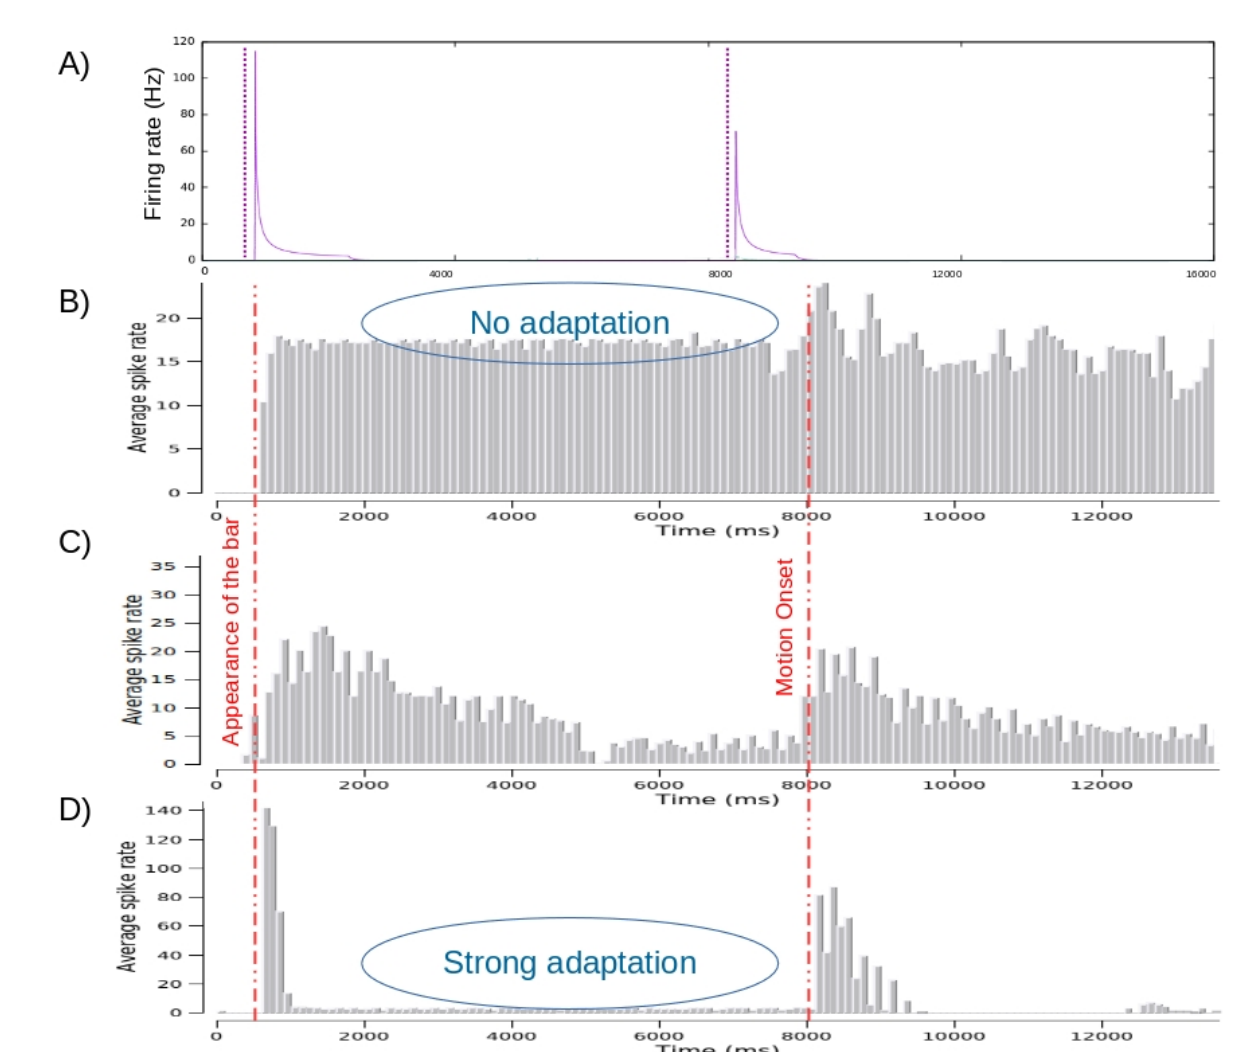 A)
Firing rate (Hz)
120
100
80
60
40
20
0
0 4000 8000 12000 16000
B)
Average spike rate
20
15
10
5
0
No adaptation
0 2000 4000 6000 8000 10000 12000
Time (ms)
C)
Appearance of the bar
Motion Onset
Average spike rate
35
30
25
20
15
10
5
0
0 2000 4000 6000 8000 10000 12000
Time (ms)
D)
Average spike rate
140
120
100
80
60
40
20
0
Strong adaptation
0 2000 4000 6000 8000 10000 12000
Time (ms)